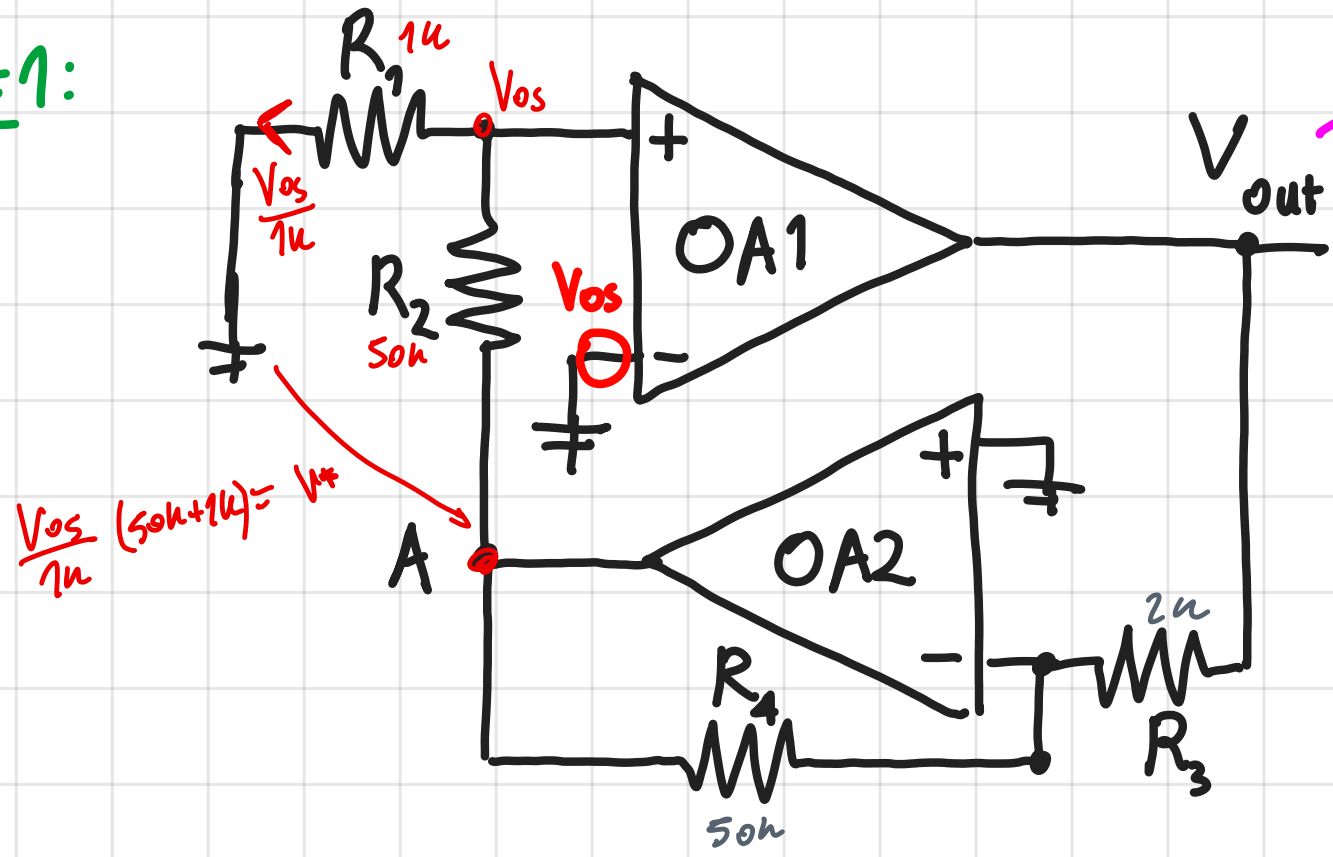 1:
R1 1k
Vos
+
Vout
Vos
1k
R2
50k
Vos
OA1
-
+
Vos/1k (50k+1k) = V*
A
OA2
-
2k
R4
R3
50k